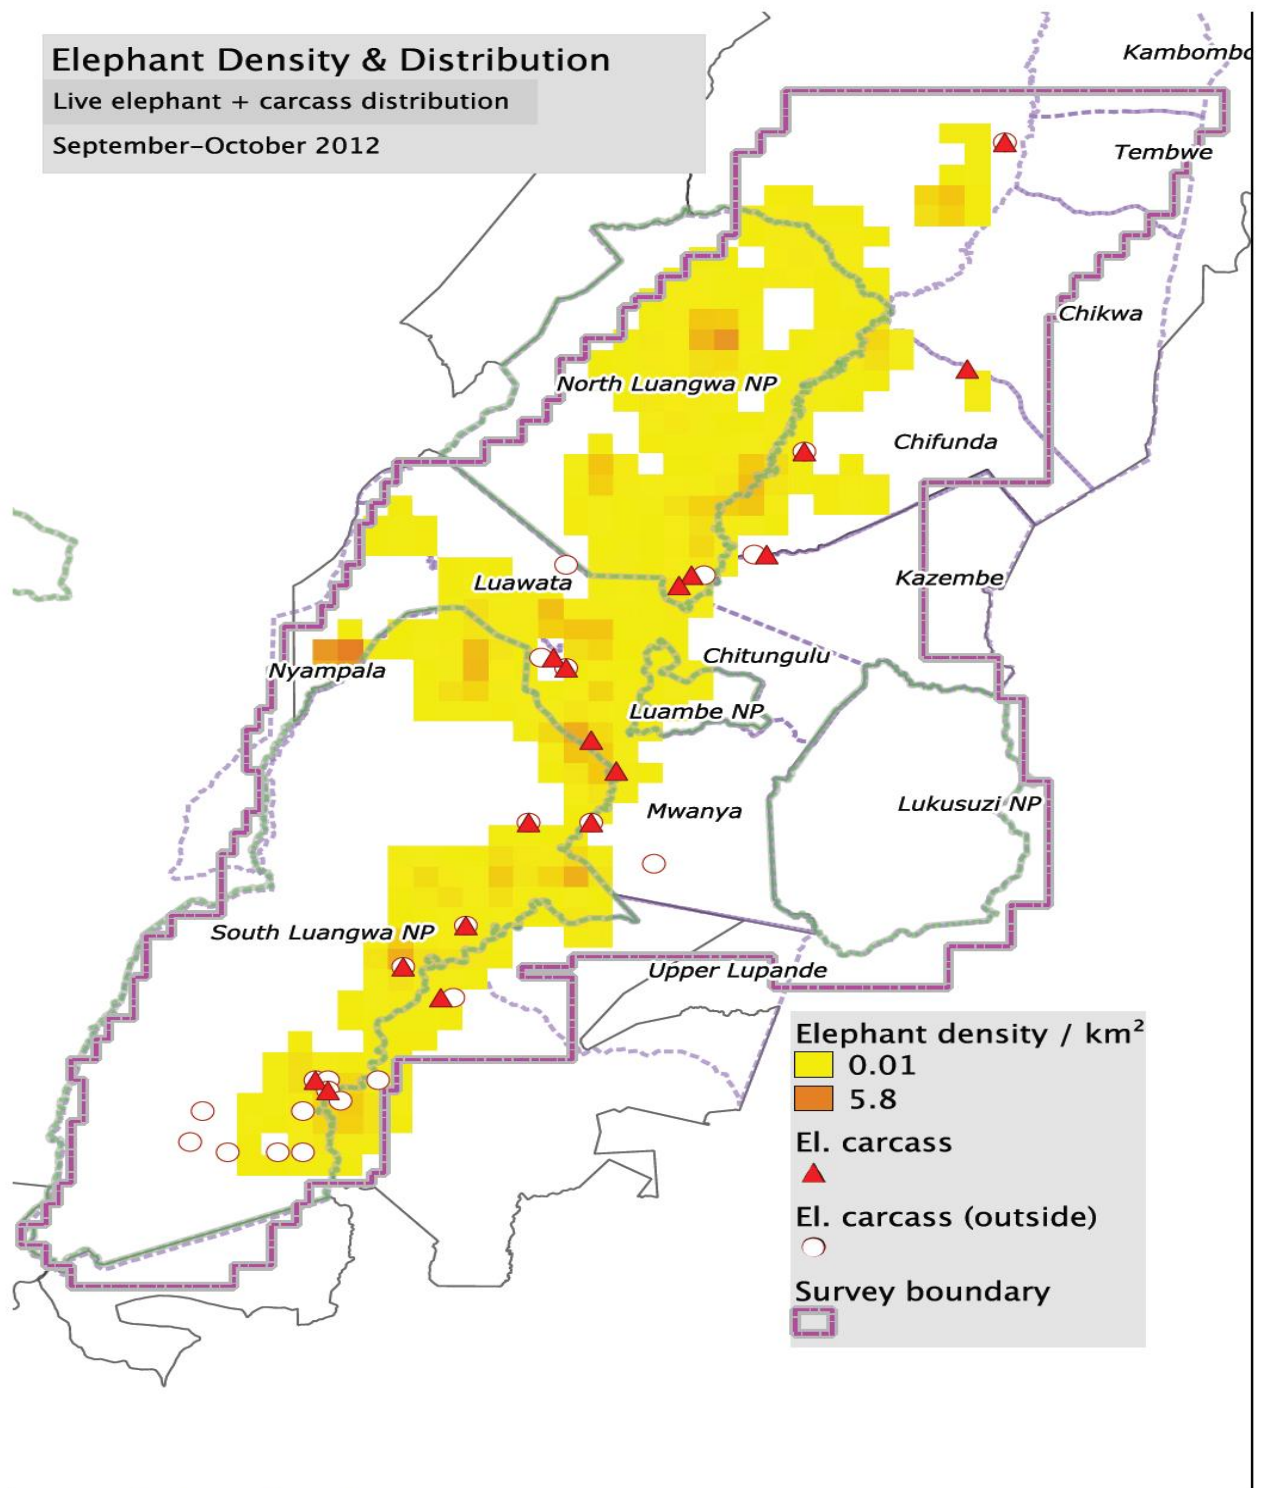 Elephant Density & Distribution
Live elephant + carcass distribution
September–October 2012
Kambombo
Tembwe
Chikwa
North Luangwa NP
Chifunda
Luawata
Kazembe
Nyampala
Chitungulu
Luambe NP
Mwanya
Lukusuzi NP
South Luangwa NP
Upper Lupande
Elephant density / km²
0.01
5.8
El. carcass
El. carcass (outside)
Survey boundary